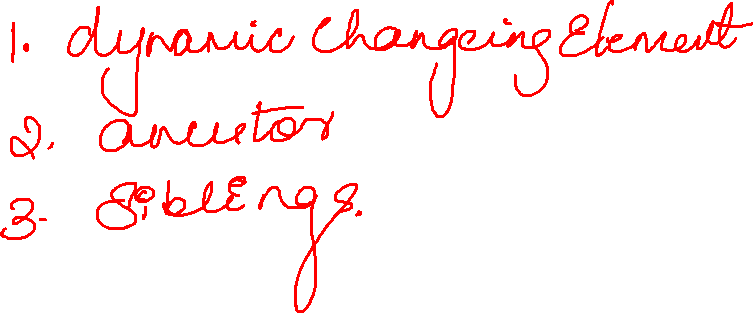 1. dynamic changeing Element
2. ancestor
3. Siblings.